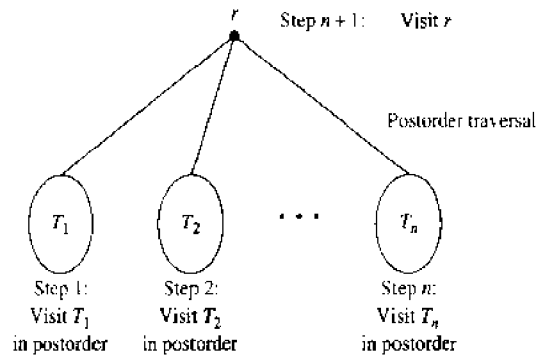 r
Step n + 1: Visit r
Postorder traversal
T1 T2 · · · Tn
Step 1: Step 2: Step n:
Visit T1 Visit T2 Visit Tn
in postorder in postorder in postorder